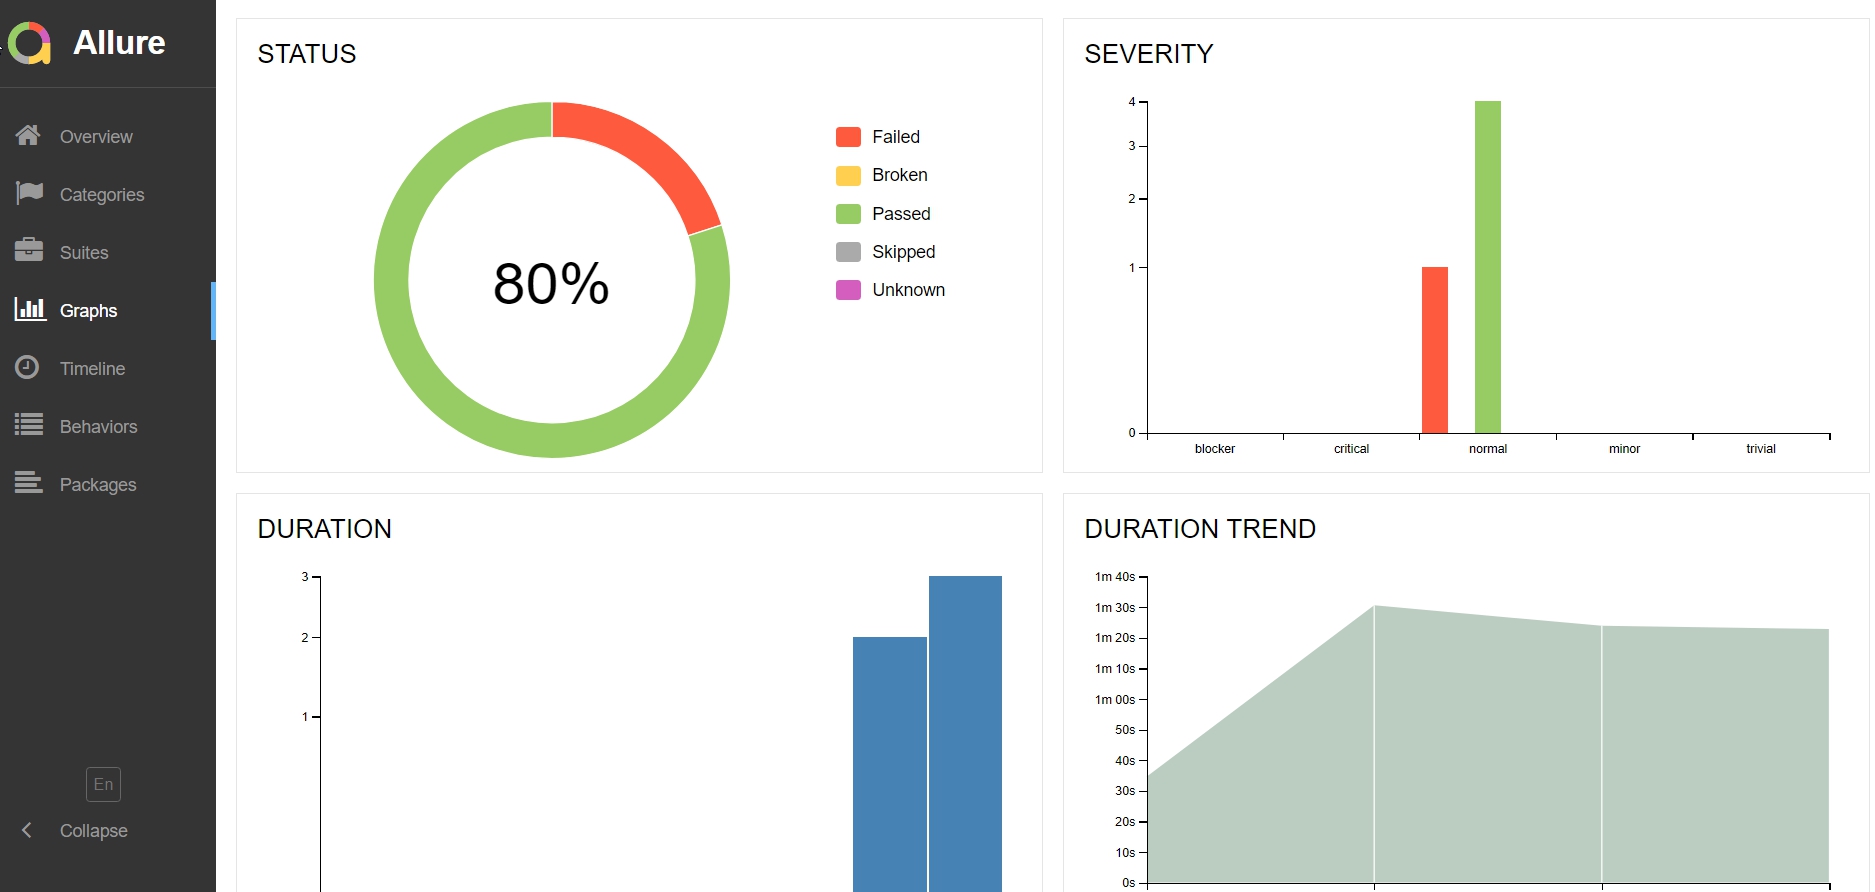 Allure
Overview
Categories
Suites
Graphs
Timeline
Behaviors
Packages
En
Collapse
STATUS
80%
Failed
Broken
Passed
Skipped
Unknown
SEVERITY
4
3
2
1
0
blocker critical normal minor trivial
DURATION
3
2
1
DURATION TREND
1m 40s
1m 30s
1m 20s
1m 10s
1m 00s
50s
40s
30s
20s
10s
0s